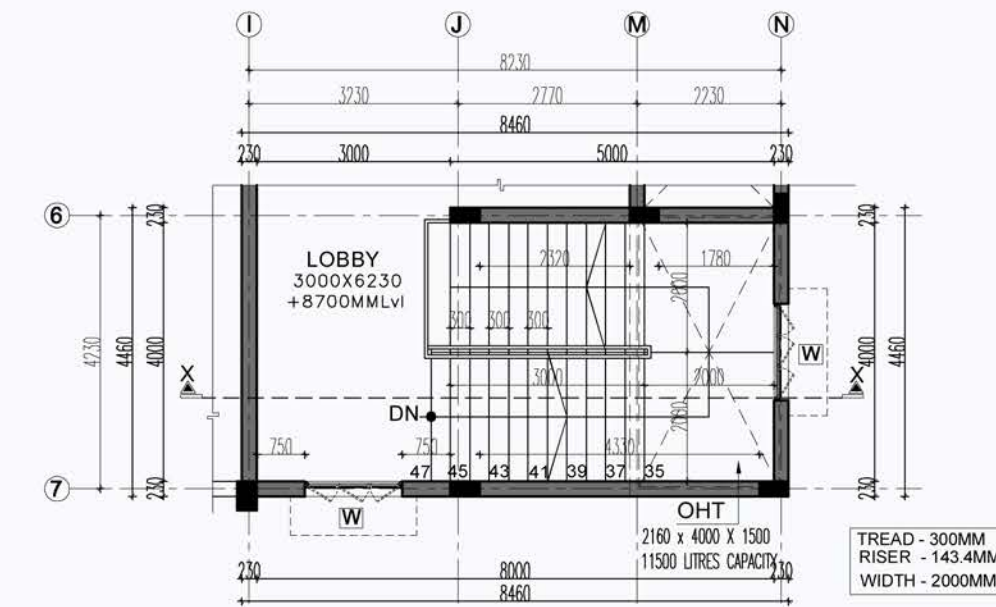 I J M N
8230
3230 2770 2230
8460
230 3000 5000 230
6
230 230
LOBBY
3000X6230
+8700MMLvl
2320 1780
2000
300 300 300
4230 4460 4000
4000 4460
W
X X
3000 2000
DN
2000
750 750 4330
47 45 43 41 39 37 35
7
230 230
W
OHT
2160 x 4000 X 1500
11500 LITRES CAPACITY
TREAD - 300MM
RISER - 143.4MM
WIDTH - 2000MM
230 8000 230
8460